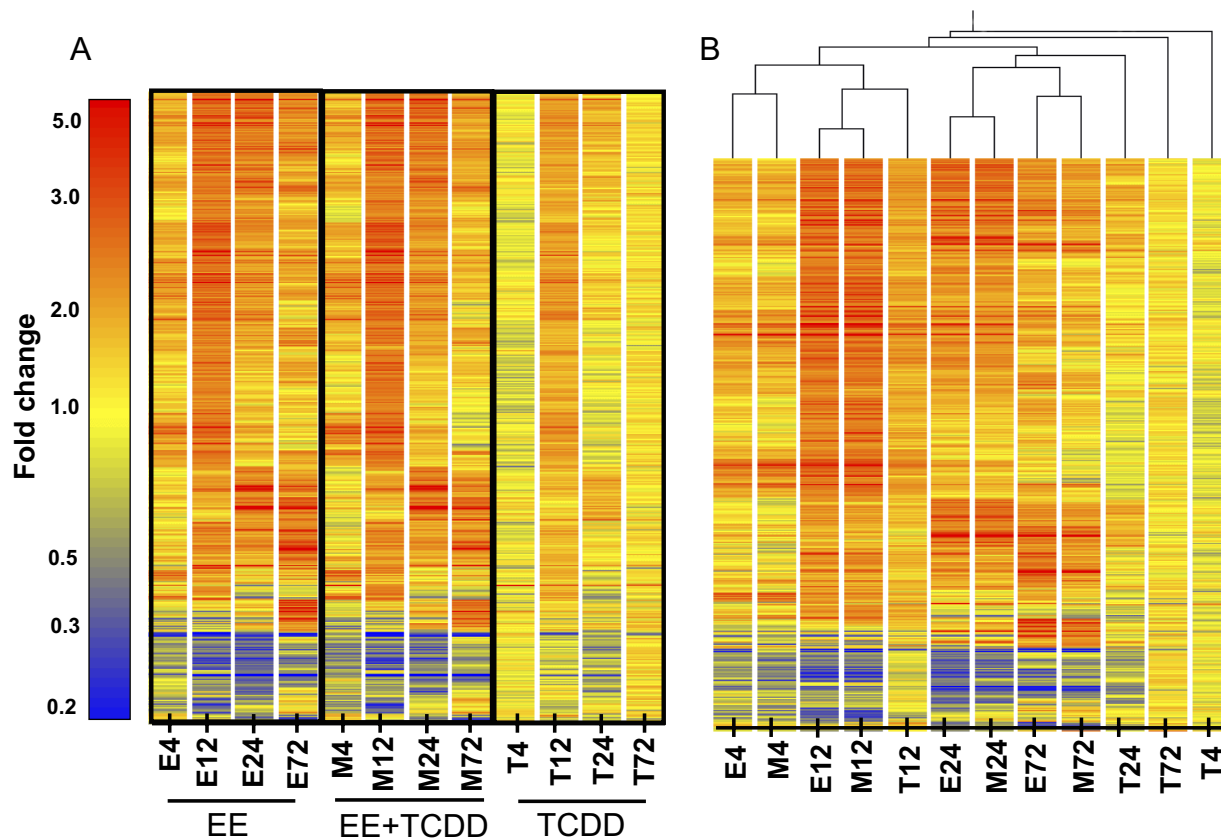 A
B
Fold change
5.0
3.0
2.0
1.0
0.5
0.3
0.2
E4 E12 E24 E72 M4 M12 M24 M72 T4 T12 T24 T72
EE EE+TCDD TCDD
E4 M4 E12 M12 T12 E24 M24 E72 M72 T24 T72 T4